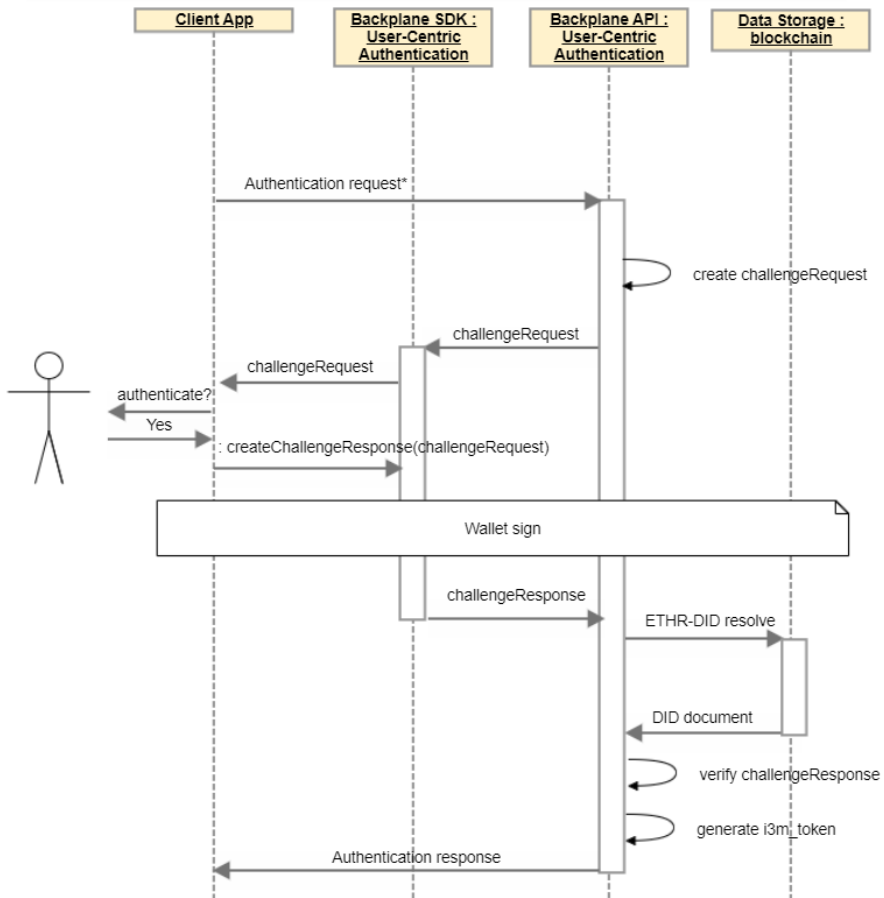 Client App
Backplane SDK :
User-Centric
Authentication
Backplane API :
User-Centric
Authentication
Data Storage :
blockchain
Authentication request*
create challengeRequest
challengeRequest
challengeRequest
authenticate?
Yes
: createChallengeResponse(challengeRequest)
Wallet sign
challengeResponse
ETHR-DID resolve
DID document
verify challengeResponse
generate i3m_token
Authentication response